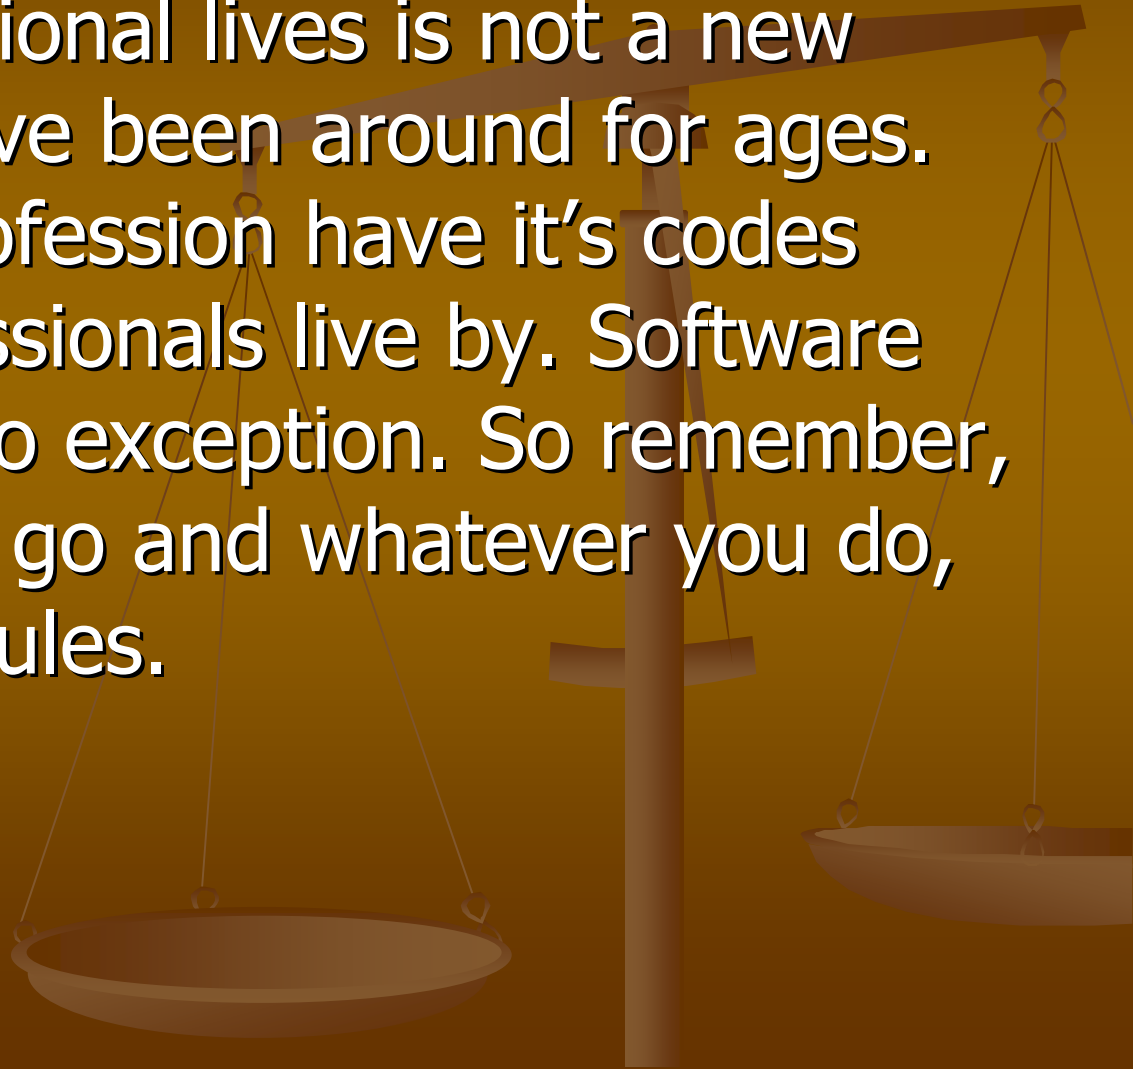 ional lives is not a new
ve been around for ages.
ofession have it’s codes
ssionals live by. Software
o exception. So remember,
go and whatever you do,
ules.